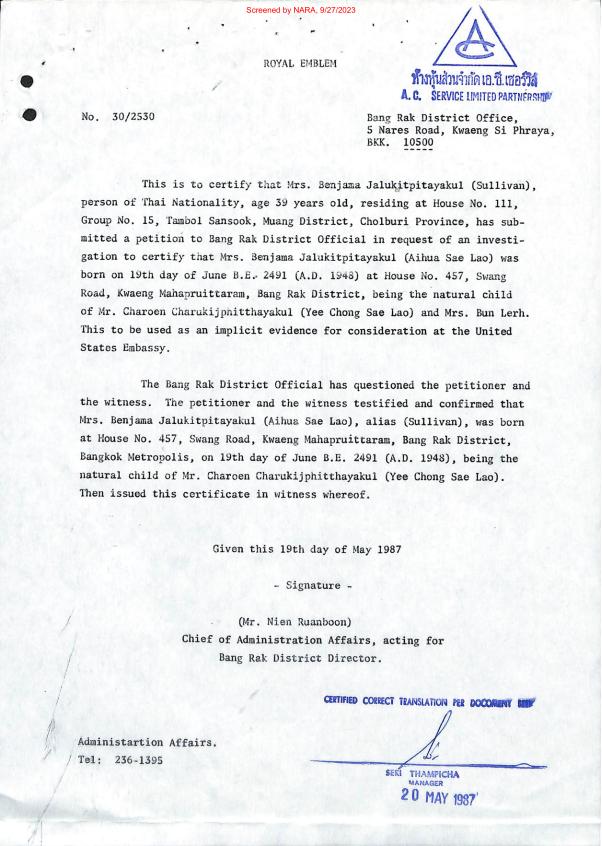 Screened by NARA, 9/27/2023
ROYAL EMBLEM
AC
ห้างหุ้นส่วนจำกัด เอ.ซี.เซอร์วิส
A.C. SERVICE LIMITED PARTNERSHIP
No. 30/2530
Bang Rak District Office,
5 Nares Road, Kwaeng Si Phraya,
BKK. 10500
This is to certify that Mrs. Benjama Jalukitpitayakul (Sullivan),
person of Thai Nationality, age 39 years old, residing at House No. 111,
Group No. 15, Tambol Sansook, Muang District, Cholburi Province, has sub-
mitted a petition to Bang Rak District Official in request of an investi-
gation to certify that Mrs. Benjama Jalukitpitayakul (Aihua Sae Lao) was
born on 19th day of June B.E. 2491 (A.D. 1948) at House No. 457, Swang
Road, Kwaeng Mahapruittaram, Bang Rak District, being the natural child
of Mr. Charoen Charukijphitthayakul (Yee Chong Sae Lao) and Mrs. Bun Lerh.
This to be used as an implicit evidence for consideration at the United
States Embassy.
The Bang Rak District Official has questioned the petitioner and
the witness. The petitioner and the witness testified and confirmed that
Mrs. Benjama Jalukitpitayakul (Aihua Sae Lao), alias (Sullivan), was born
at House No. 457, Swang Road, Kwaeng Mahapruittaram, Bang Rak District,
Bangkok Metropolis, on 19th day of June B.E. 2491 (A.D. 1948), being the
natural child of Mr. Charoen Charukijphitthayakul (Yee Chong Sae Lao).
Then issued this certificate in witness whereof.
Given this 19th day of May 1987
- Signature -
(Mr. Nien Ruanboon)
Chief of Administration Affairs, acting for
Bang Rak District Director.
CERTIFIED CORRECT TRANSLATION PER DOCUMENT
Administartion Affairs.
Tel: 236-1395
SEKI THAMPICHA
MANAGER
20 MAY 1987